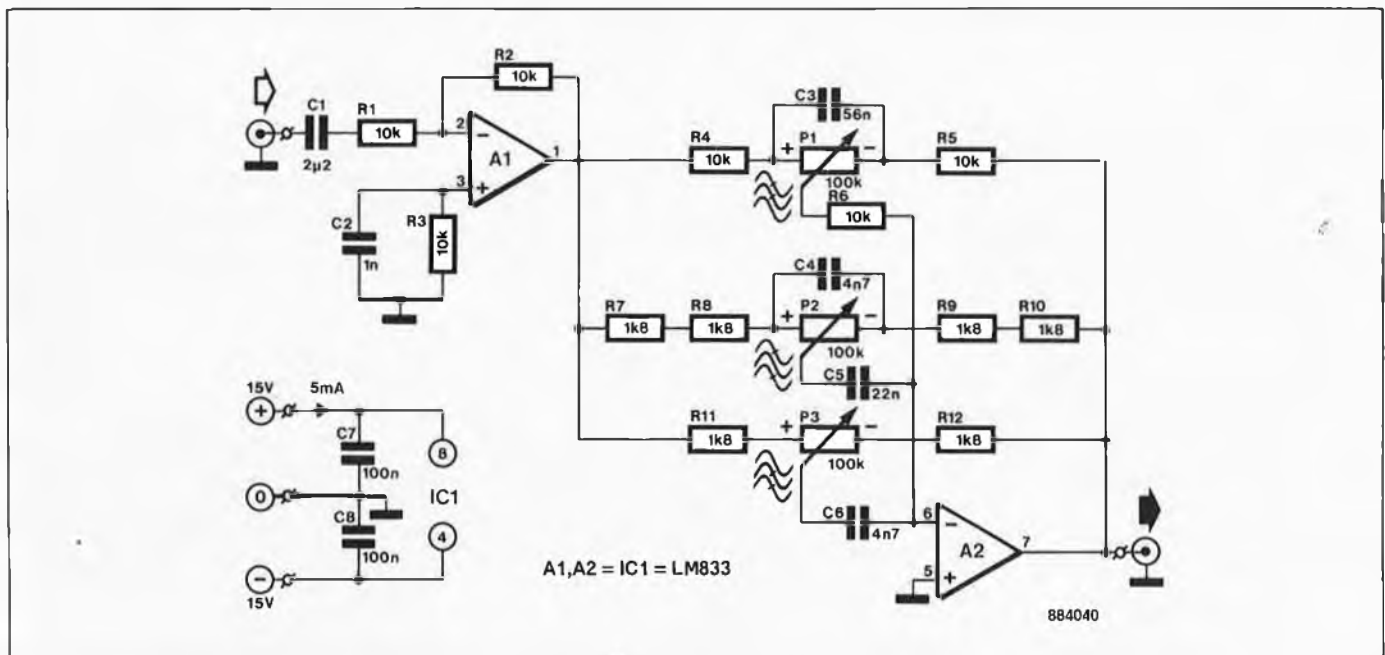 R2
10k
C1
2µ2
R1
10k
2
−
A1
1
3
+
C2
1n
R3
10k
C3
56n
R4
10k
+
P1
−
100k
R5
10k
R6
10k
C4
4n7
R7
1k8
R8
1k8
+
P2
−
100k
R9
1k8
R10
1k8
C5
22n
R11
1k8
+
P3
−
100k
R12
1k8
C6
4n7
6
−
A2
7
5
+
15V
+
5mA
C7
100n
8
0
IC1
C8
100n
4
−
15V
A1,A2 = IC1 = LM833
884040